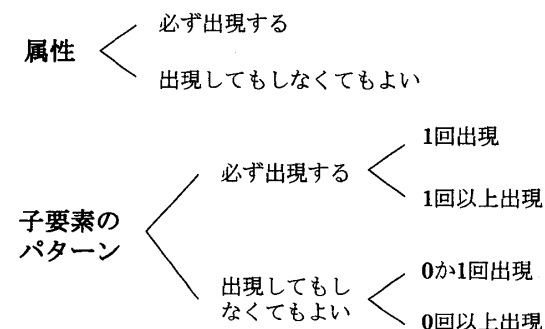 属性
必ず出現する
出現してもしなくてもよい
子要素の
パターン
必ず出現する
1回出現
1回以上出現
出現してもし
なくてもよい
0か1回出現
0回以上出現